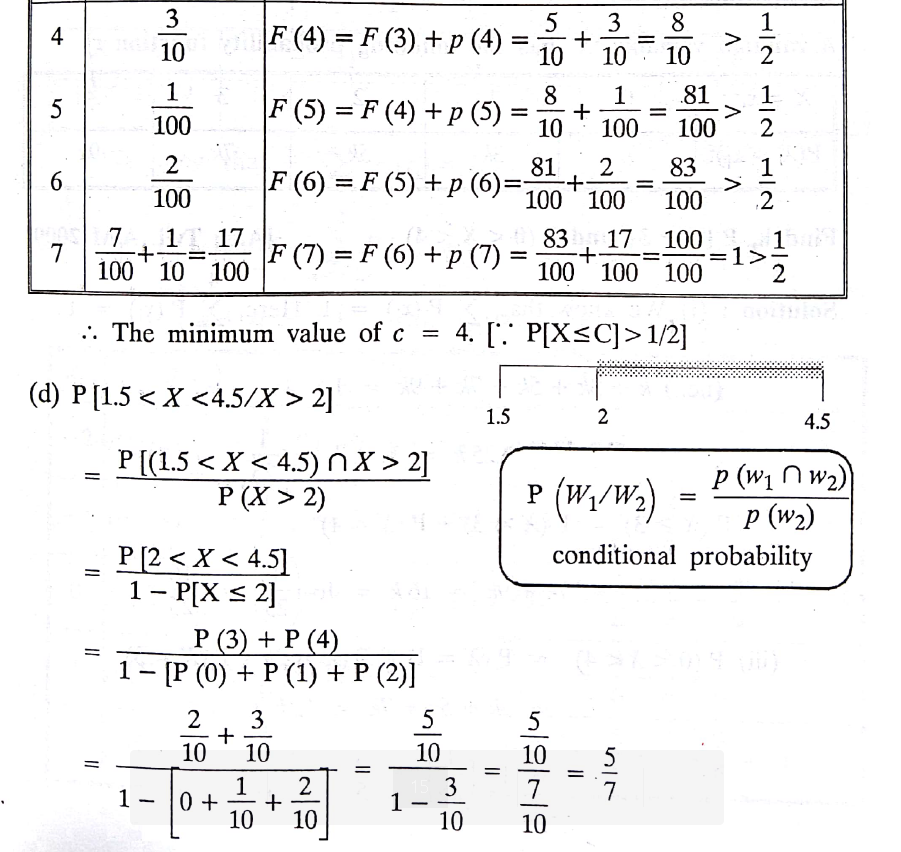 4 3/10 F (4) = F (3) + p (4) = 5/10 + 3/10 = 8/10 > 1/2
5 1/100 F (5) = F (4) + p (5) = 8/10 + 1/100 = 81/100 > 1/2
6 2/100 F (6) = F (5) + p (6) = 81/100 + 2/100 = 83/100 > 1/2
7 7/100 + 1/10 = 17/100 F (7) = F (6) + p (7) = 83/100 + 17/100 = 100/100 = 1 > 1/2
∴ The minimum value of c = 4. [∵ P[X≤C] > 1/2]
(d) P [1.5 < X < 4.5/X > 2]
1.5 2 4.5
= P [(1.5 < X < 4.5) ∩ X > 2] / P (X > 2)
P (W₁/W₂) = p (w₁ ∩ w₂) / p (w₂)
conditional probability
= P [2 < X < 4.5] / 1 – P[X ≤ 2]
= P (3) + P (4) / 1 – [P (0) + P (1) + P (2)]
= (2/10 + 3/10) / (1 – [0 + 1/10 + 2/10]) = (5/10) / (1 – 3/10) = (5/10) / (7/10) = 5/7